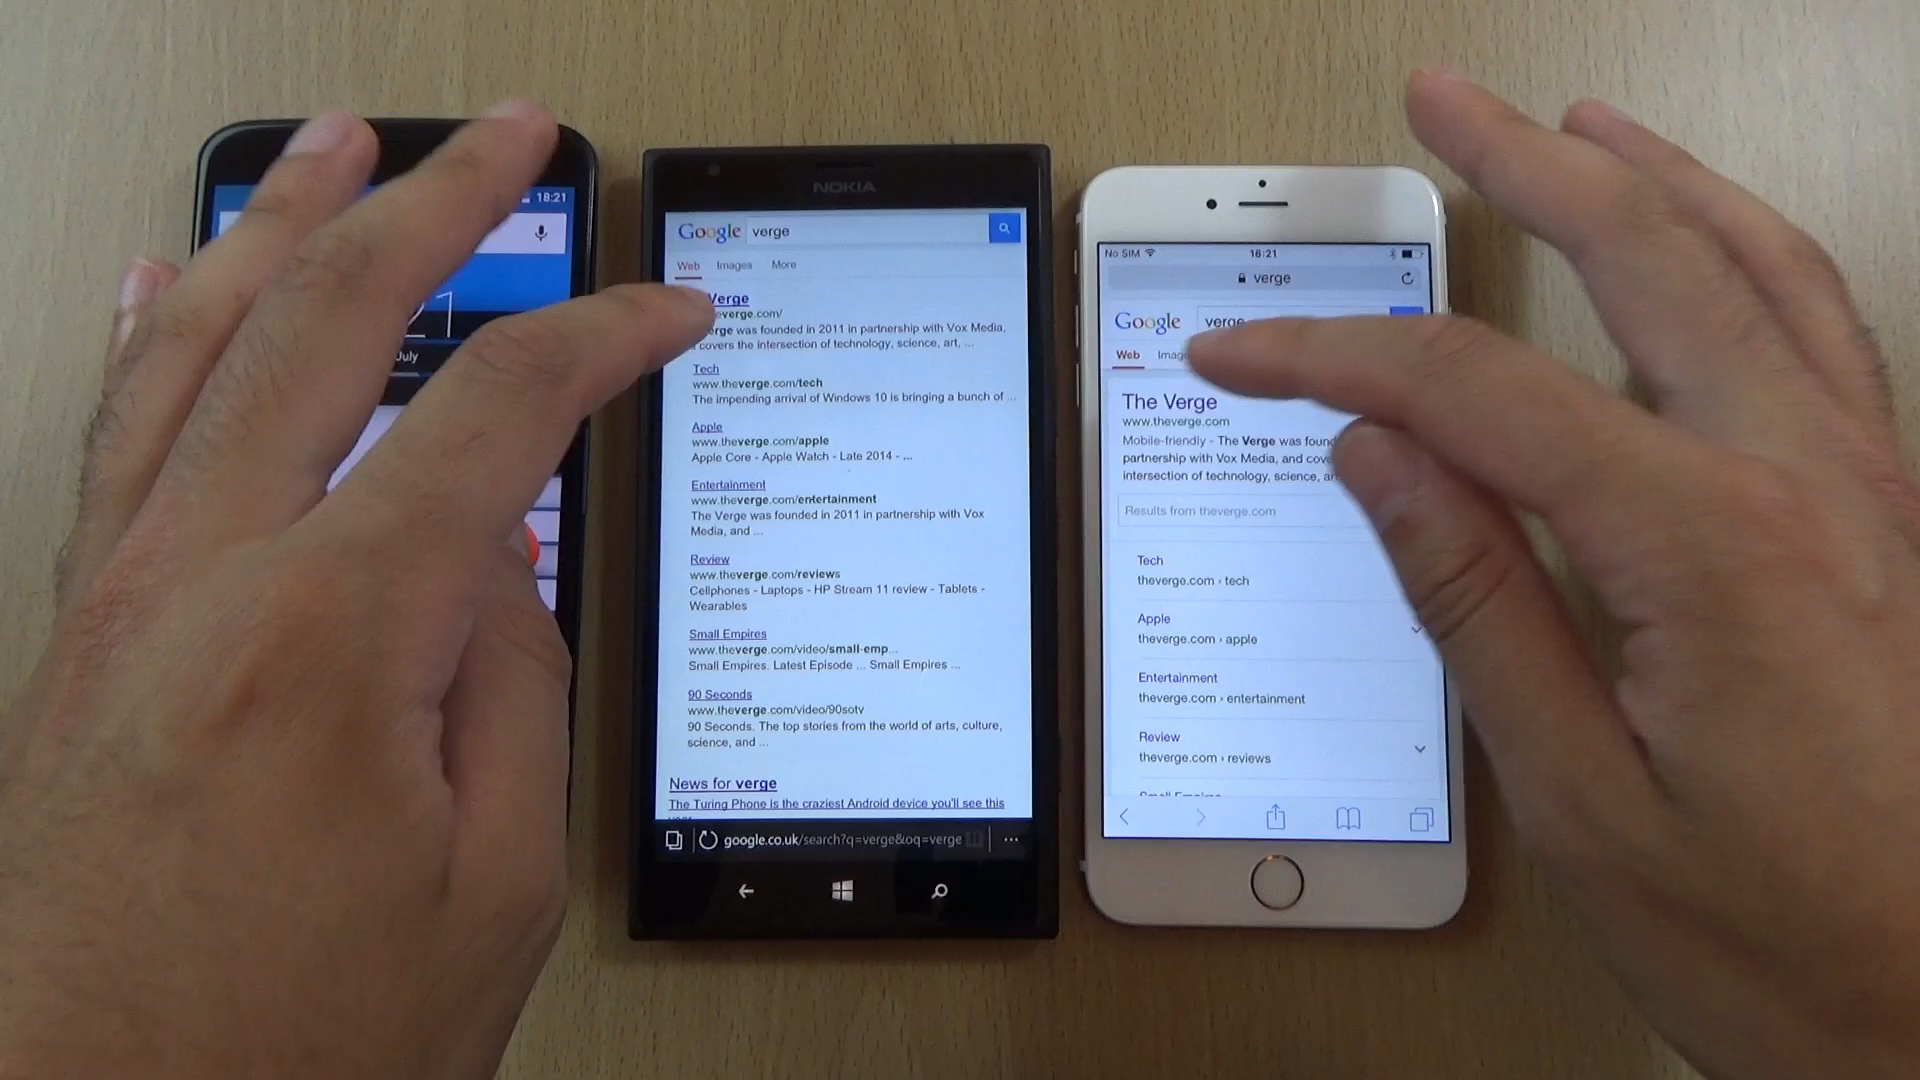 18:21
21
July
NOKIA
Google verge
Web Images More
Verge
everge.com/
erge was founded in 2011 in partnership with Vox Media,
covers the intersection of technology, science, art, ...
Tech
www.theverge.com/tech
The impending arrival of Windows 10 is bringing a bunch of ...
Apple
www.theverge.com/apple
Apple Core - Apple Watch - Late 2014 - ...
Entertainment
www.theverge.com/entertainment
The Verge was founded in 2011 in partnership with Vox
Media, and ...
Review
www.theverge.com/reviews
Cellphones - Laptops - HP Stream 11 review - Tablets -
Wearables
Small Empires
www.theverge.com/video/small-emp...
Small Empires. Latest Episode ... Small Empires ...
90 Seconds
www.theverge.com/video/90sotv
90 Seconds. The top stories from the world of arts, culture,
science, and ...
News for verge
The Turing Phone is the craziest Android device you'll see this
year
google.co.uk/search?q=verge&oq=verge
No SIM 18:21
verge
Google verge
Web Image
The Verge
www.theverge.com
Mobile-friendly - The Verge was found
partnership with Vox Media, and cove
intersection of technology, science, ar
Results from theverge.com
Tech
theverge.com › tech
Apple
theverge.com › apple
Entertainment
theverge.com › entertainment
Review
theverge.com › reviews
Small Empires